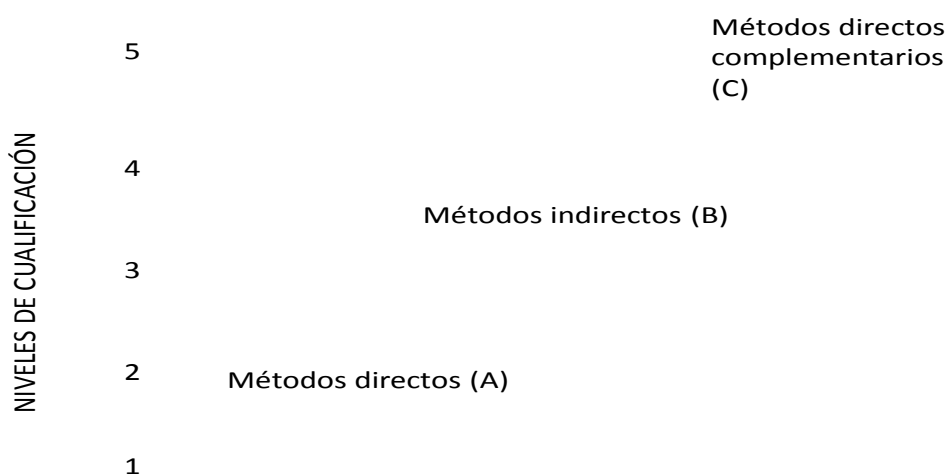 Métodos directos
complementarios
(C)
5
4
Métodos indirectos (B)
3
2
Métodos directos (A)
1
NIVELES DE CUALIFICACIÓN